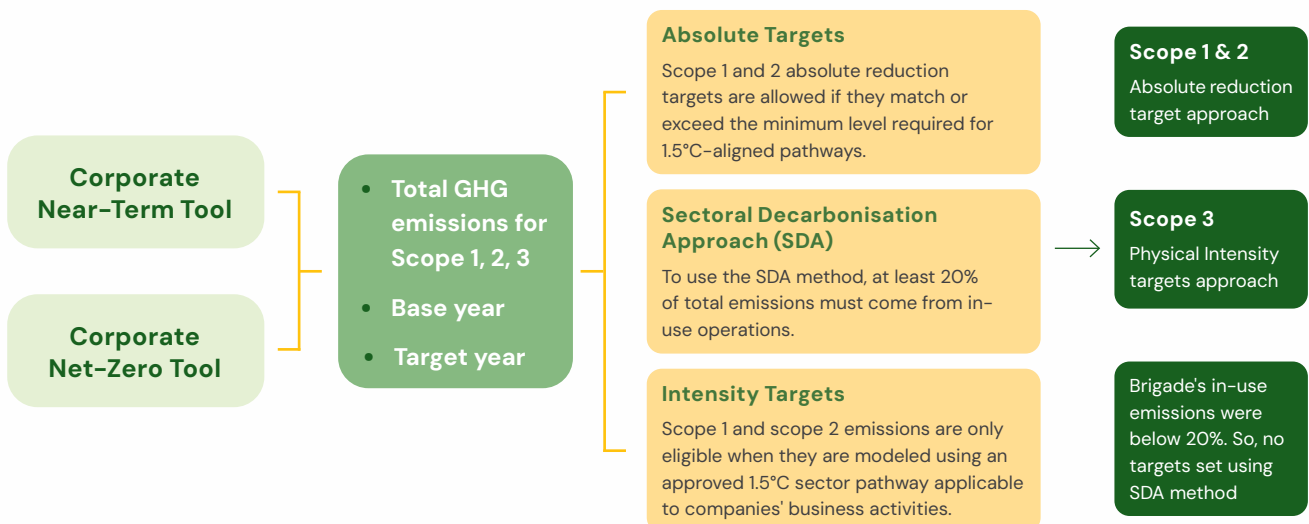 Corporate
Near-Term Tool
Corporate
Net-Zero Tool
• Total GHG
emissions for
Scope 1, 2, 3
• Base year
• Target year
Absolute Targets
Scope 1 and 2 absolute reduction
targets are allowed if they match or
exceed the minimum level required for
1.5°C-aligned pathways.
Sectoral Decarbonisation
Approach (SDA)
To use the SDA method, at least 20%
of total emissions must come from in-
use operations.
Intensity Targets
Scope 1 and scope 2 emissions are only
eligible when they are modeled using an
approved 1.5°C sector pathway applicable
to companies' business activities.
Scope 1 & 2
Absolute reduction
target approach
Scope 3
Physical Intensity
targets approach
Brigade's in-use
emissions were
below 20%. So, no
targets set using
SDA method